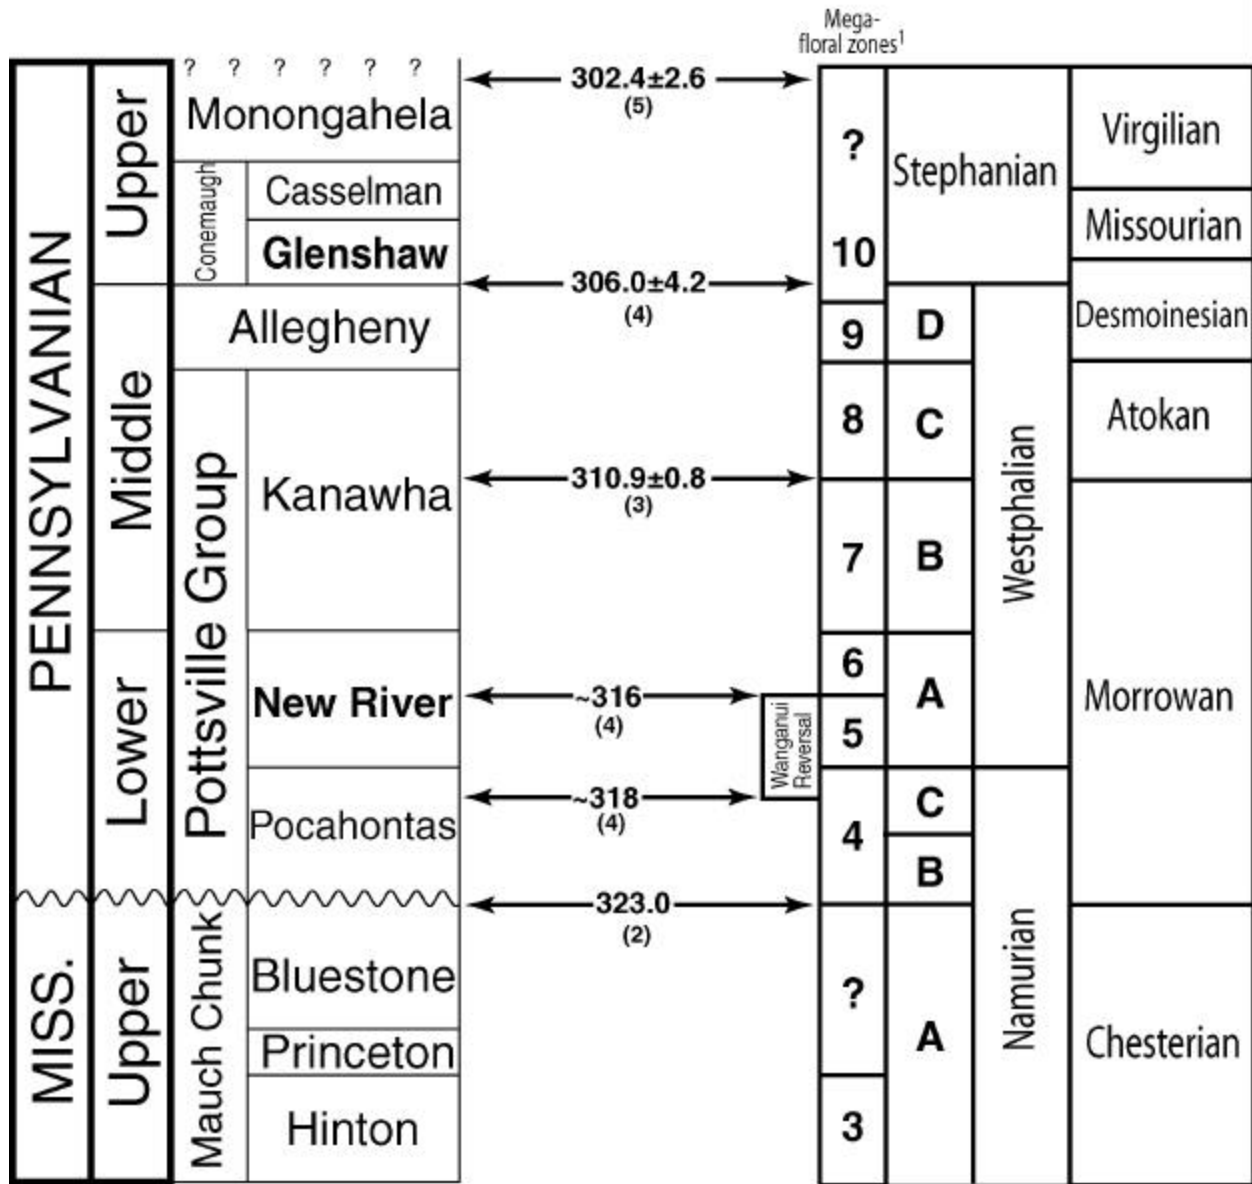 Mega-
floral zones1
? ? ? ? ? ?
PENNSYLVANIAN
MISS.
Upper
Middle
Lower
Upper
Monongahela
Conemaugh
Casselman
Glenshaw
Allegheny
Pottsville Group
Kanawha
New River
Pocahontas
Mauch Chunk
Bluestone
Princeton
Hinton
302.4±2.6
(5)
306.0±4.2
(4)
310.9±0.8
(3)
~316
(4)
~318
(4)
323.0
(2)
Wanganui
Reversal
?
10
9
8
7
6
5
4
?
3
Stephanian
D
C
B
A
C
B
A
Westphalian
Namurian
Virgilian
Missourian
Desmoinesian
Atokan
Morrowan
Chesterian